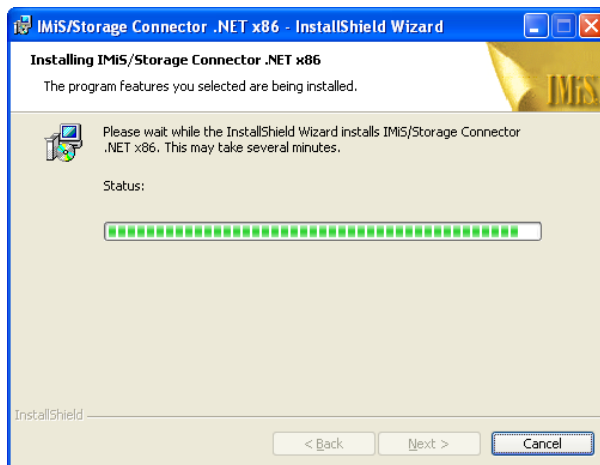 IMiS/Storage Connector .NET x86 - InstallShield Wizard
Installing IMiS/Storage Connector .NET x86
The program features you selected are being installed.
IMiS
Please wait while the InstallShield Wizard installs IMiS/Storage Connector
.NET x86. This may take several minutes.
Status:
InstallShield
< Back Next > Cancel